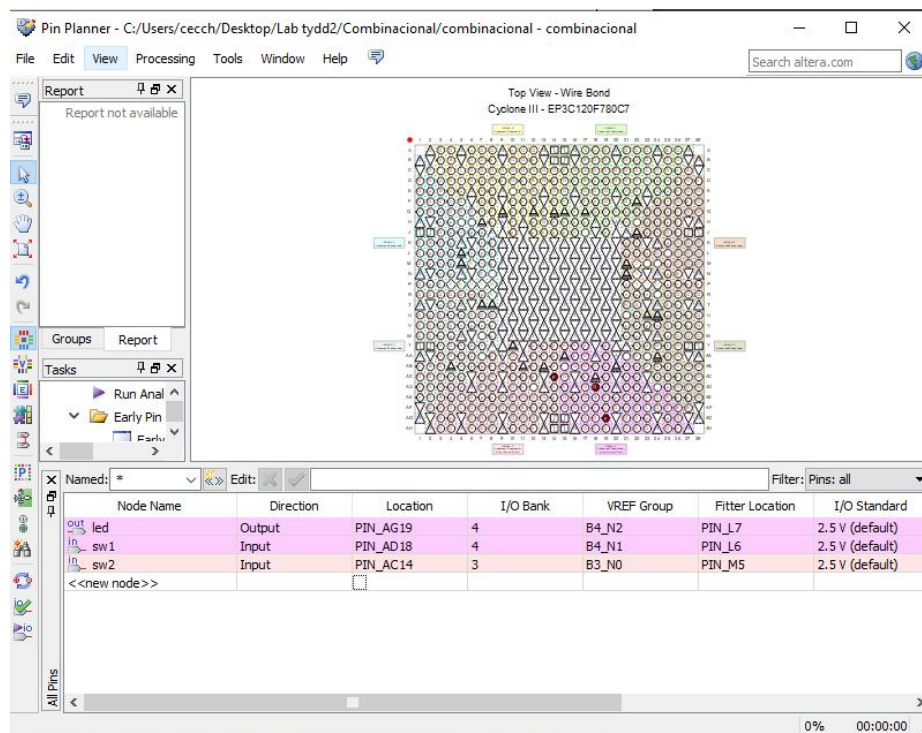 Pin Planner - C:/Users/cecch/Desktop/Lab tydd2/Combinacional/combinacional - combinacional
File Edit View Processing Tools Window Help
Search altera.com
Report
Report not available
Groups Report
Tasks
Run Anal
Early Pin
Early
Top View - Wire Bond
Cyclone III - EP3C120F780C7
Named: * Edit: Filter: Pins: all
Node Name Direction Location I/O Bank VREF Group Fitter Location I/O Standard
out led Output PIN_AG19 4 B4_N2 PIN_L7 2.5 V (default)
in sw1 Input PIN_AD18 4 B4_N1 PIN_L6 2.5 V (default)
in sw2 Input PIN_AC14 3 B3_N0 PIN_M5 2.5 V (default)
<<new node>>
All Pins
0% 00:00:00